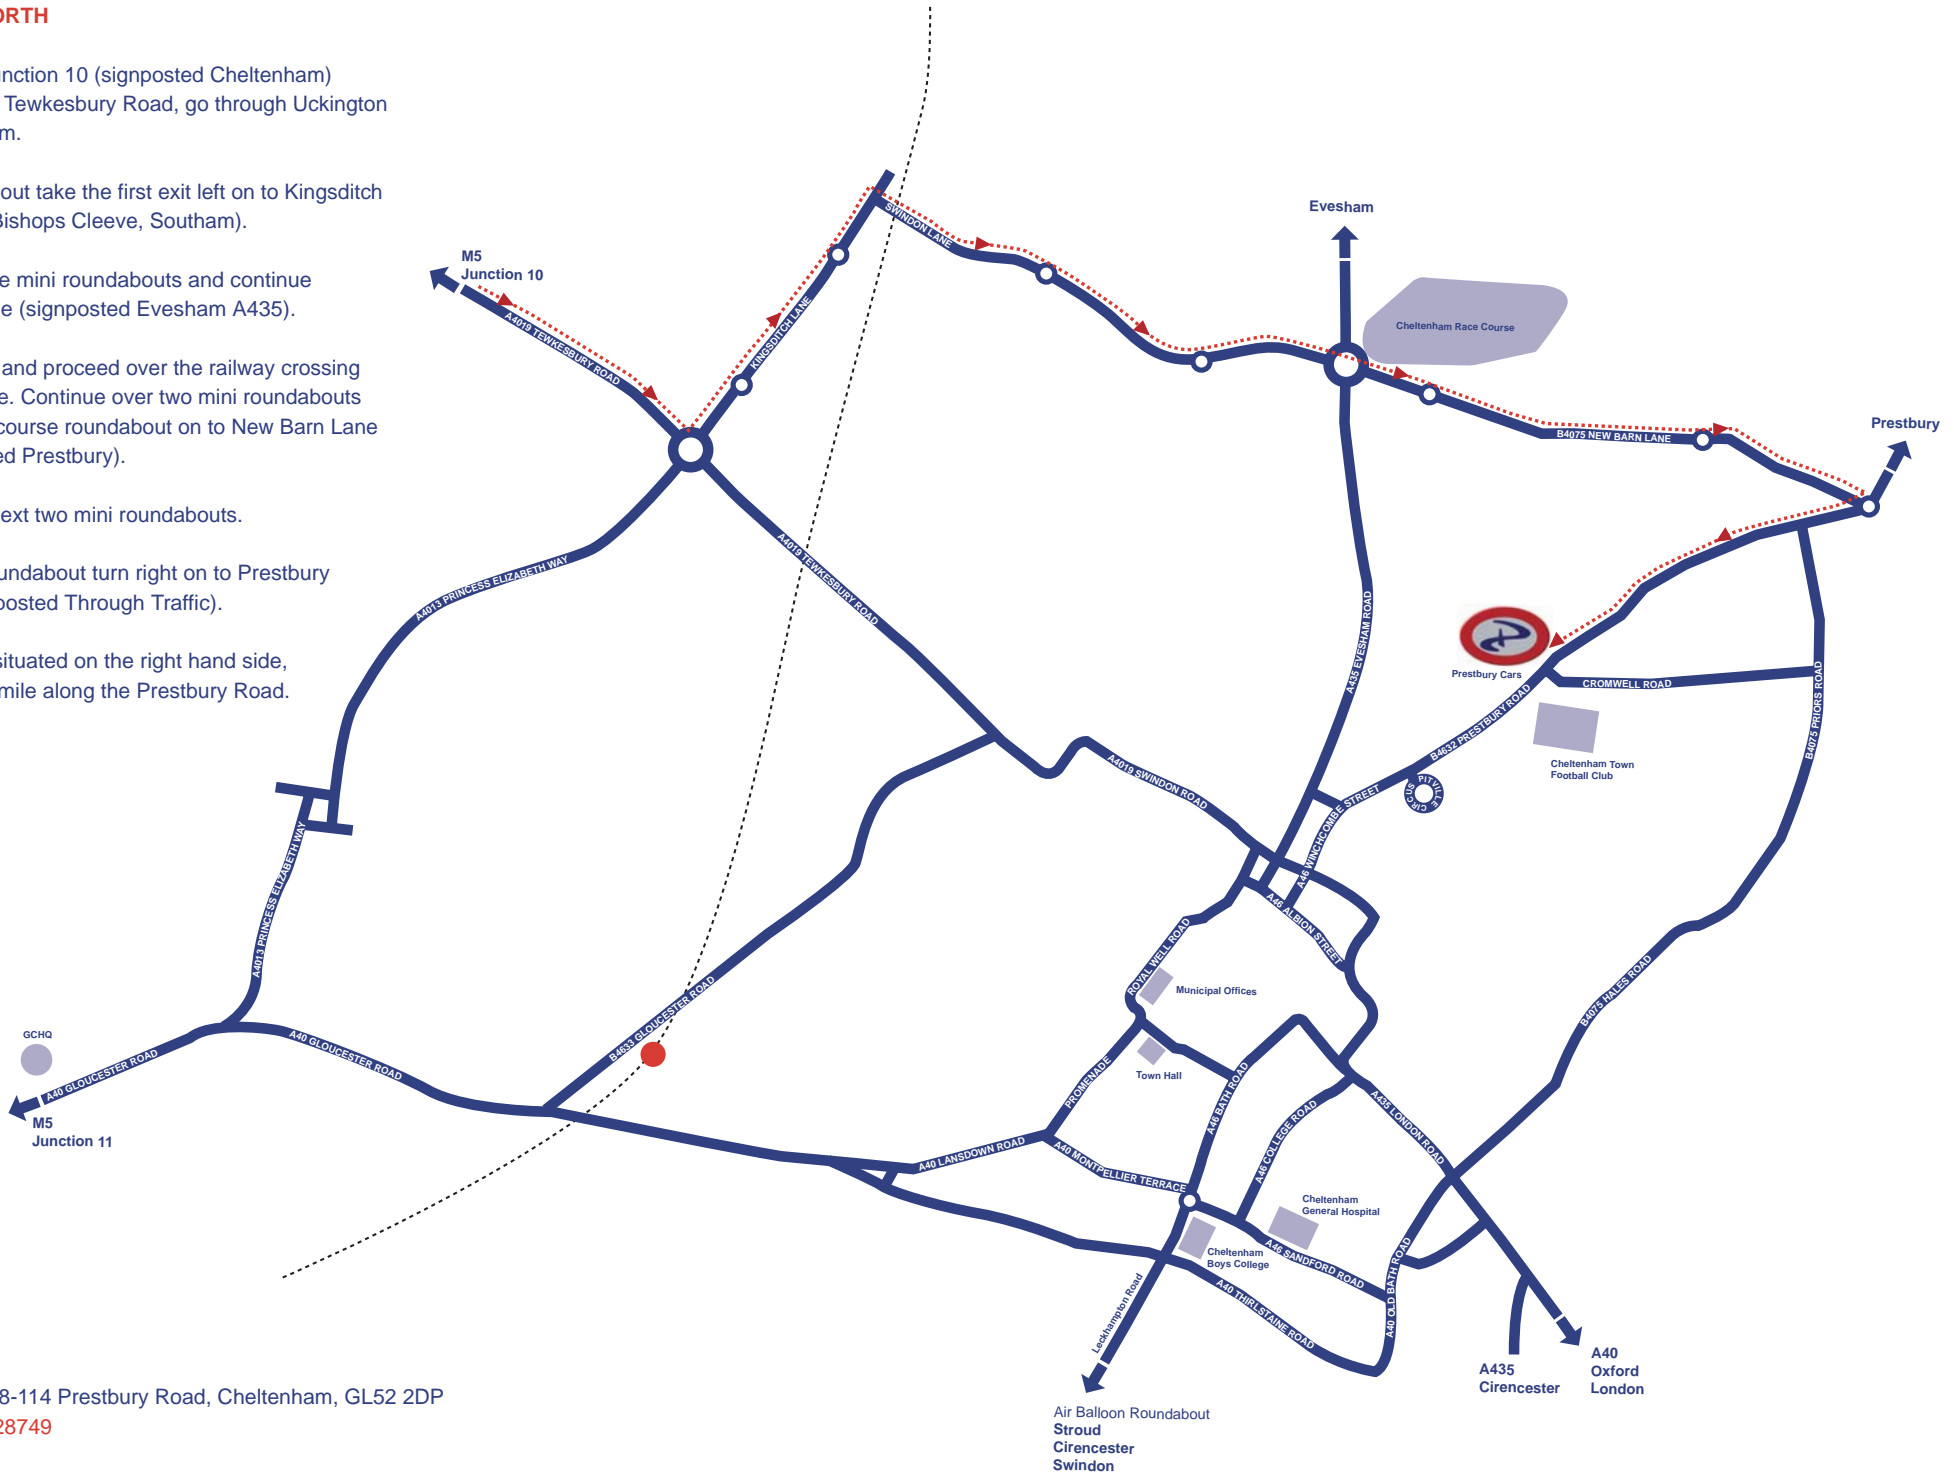 ORTH
unction 10 (signposted Cheltenham)
Tewkesbury Road, go through Uckington
m.
out take the first exit left on to Kingsditch
Bishops Cleeve, Southam).
e mini roundabouts and continue
e (signposted Evesham A435).
and proceed over the railway crossing
e. Continue over two mini roundabouts
course roundabout on to New Barn Lane
ed Prestbury).
ext two mini roundabouts.
undabout turn right on to Prestbury
posted Through Traffic).
situated on the right hand side,
mile along the Prestbury Road.
M5
Junction 10
A4019 TEWKESBURY ROAD
KINGSDITCH LANE
SWINDON LANE
Evesham
Cheltenham Race Course
B4075 NEW BARN LANE
Prestbury
A4013 PRINCESS ELIZABETH WAY
A4019 TEWKESBURY ROAD
A435 EVESHAM ROAD
Prestbury Cars
CROMWELL ROAD
B4075 PRIORS ROAD
B4632 PRESTBURY ROAD
Cheltenham Town
Football Club
PITVILLE
CIRCUS
A4019 SWINDON ROAD
A46 WINCHCOMBE STREET
A46 ALBION STREET
A4013 PRINCESS ELIZABETH WAY
ROYAL WELL ROAD
Municipal Offices
B4075 HALES ROAD
GCHQ
A40 GLOUCESTER ROAD
A40 GLOUCESTER ROAD
B4633 GLOUCESTER ROAD
M5
Junction 11
PROMENADE
Town Hall
A46 BATH ROAD
A46 COLLEGE ROAD
A435 LONDON ROAD
A40 LANSDOWN ROAD
A40 MONTPELLIER TERRACE
Cheltenham
General Hospital
Cheltenham
Boys College
A46 SANDFORD ROAD
A40 OLD BATH ROAD
A40 THIRLSTAINE ROAD
Leckhampton Road
A435
Cirencester
A40
Oxford
London
Air Balloon Roundabout
Stroud
Cirencester
Swindon
8-114 Prestbury Road, Cheltenham, GL52 2DP
28749